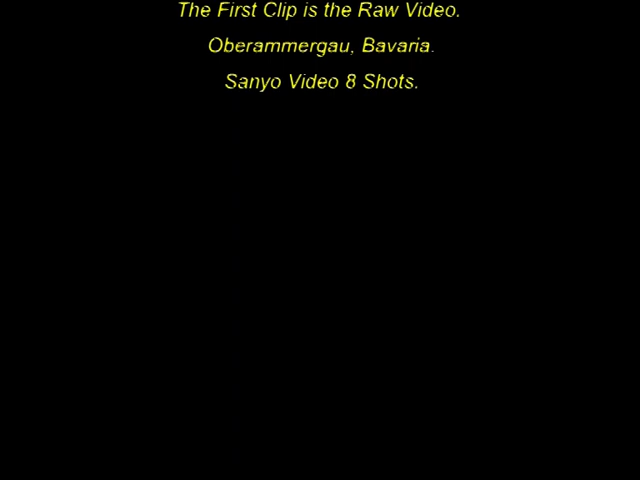 The First Clip is the Raw Video.
Oberammergau, Bavaria.
Sanyo Video 8 Shots.